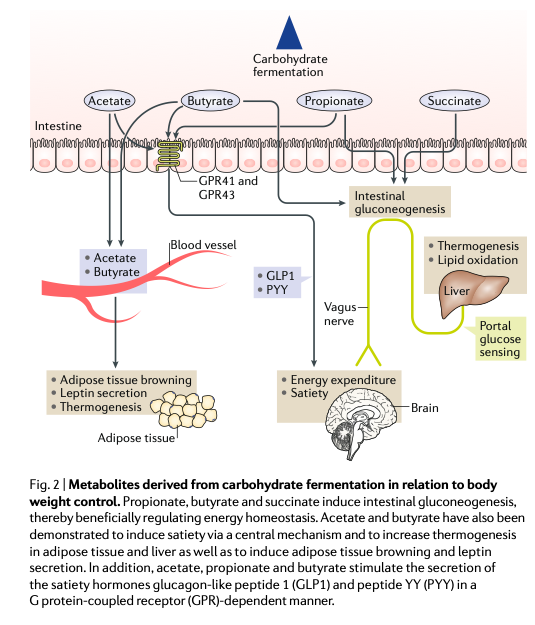 Carbohydrate
fermentation
Acetate
Butyrate
Propionate
Succinate
Intestine
GPR41 and
GPR43
Intestinal
gluconeogenesis
Blood vessel
• Acetate
• Butyrate
• GLP1
• PYY
• Thermogenesis
• Lipid oxidation
Liver
Vagus
nerve
Portal
glucose
sensing
• Adipose tissue browning
• Leptin secretion
• Thermogenesis
Adipose tissue
• Energy expenditure
• Satiety
Brain
Fig. 2 | Metabolites derived from carbohydrate fermentation in relation to body
weight control. Propionate, butyrate and succinate induce intestinal gluconeogenesis,
thereby beneficially regulating energy homeostasis. Acetate and butyrate have also been
demonstrated to induce satiety via a central mechanism and to increase thermogenesis
in adipose tissue and liver as well as to induce adipose tissue browning and leptin
secretion. In addition, acetate, propionate and butyrate stimulate the secretion of
the satiety hormones glucagon-like peptide 1 (GLP1) and peptide YY (PYY) in a
G protein-coupled receptor (GPR)-dependent manner.